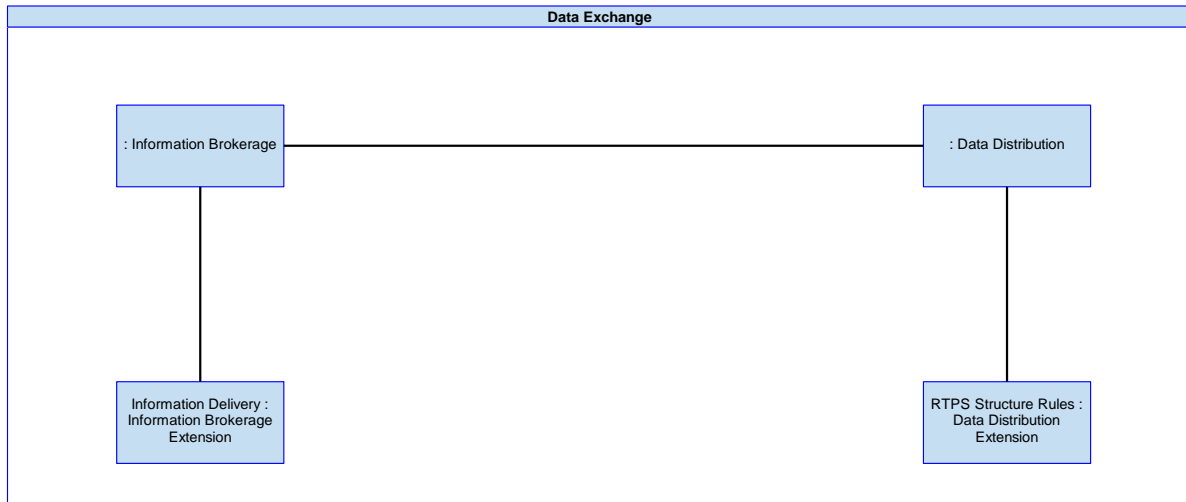 Data Exchange
: Information Brokerage
: Data Distribution
Information Delivery :
Information Brokerage
Extension
RTPS Structure Rules :
Data Distribution
Extension